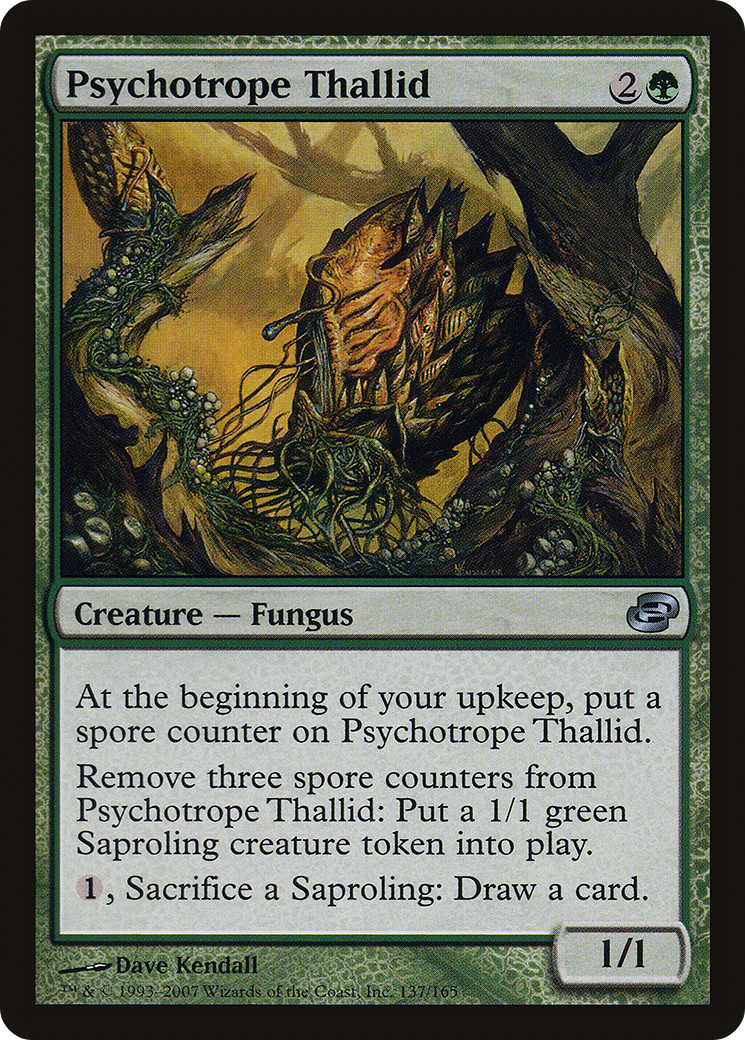 Psychotrope Thallid
2
Creature — Fungus
At the beginning of your upkeep, put a
spore counter on Psychotrope Thallid.
Remove three spore counters from
Psychotrope Thallid: Put a 1/1 green
Saproling creature token into play.
1, Sacrifice a Saproling: Draw a card.
1/1
Dave Kendall
™ & © 1993–2007 Wizards of the Coast, Inc. 137/165